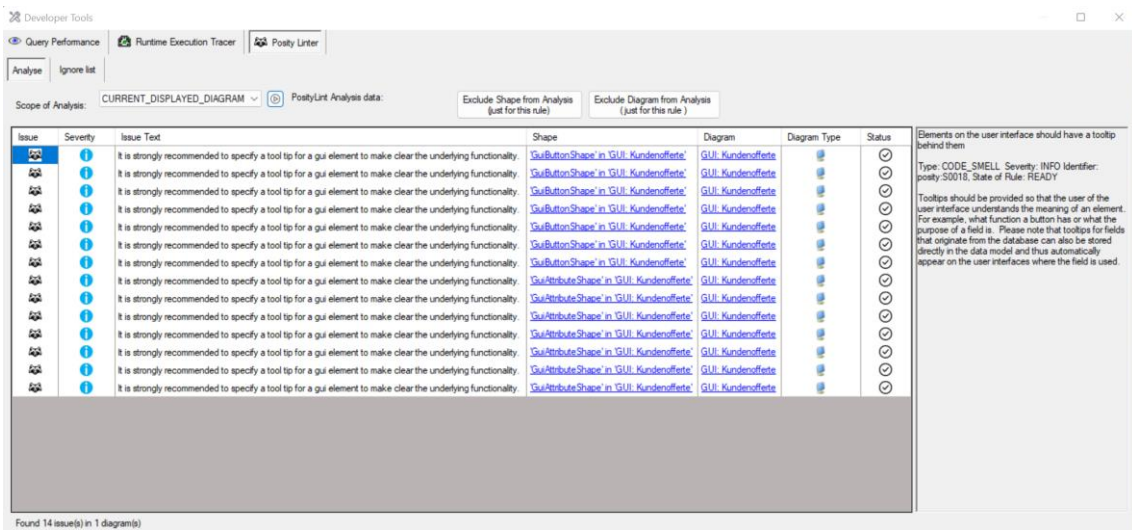 Developer Tools
Query Performance Runtime Execution Tracer Posity Linter
Analyse Ignore list
Scope of Analysis: CURRENT_DISPLAYED_DIAGRAM PosityLint Analysis data: Exclude Shape from Analysis (just for this rule) Exclude Diagram from Analysis (just for this rule )
Issue Severity Issue Text Shape Diagram Diagram Type Status
It is strongly recommended to specify a tool tip for a gui element to make clear the underlying functionality. 'GuiButtonShape' in 'GUI: Kundenofferte' GUI: Kundenofferte
It is strongly recommended to specify a tool tip for a gui element to make clear the underlying functionality. 'GuiButtonShape' in 'GUI: Kundenofferte' GUI: Kundenofferte
It is strongly recommended to specify a tool tip for a gui element to make clear the underlying functionality. 'GuiButtonShape' in 'GUI: Kundenofferte' GUI: Kundenofferte
It is strongly recommended to specify a tool tip for a gui element to make clear the underlying functionality. 'GuiButtonShape' in 'GUI: Kundenofferte' GUI: Kundenofferte
It is strongly recommended to specify a tool tip for a gui element to make clear the underlying functionality. 'GuiButtonShape' in 'GUI: Kundenofferte' GUI: Kundenofferte
It is strongly recommended to specify a tool tip for a gui element to make clear the underlying functionality. 'GuiButtonShape' in 'GUI: Kundenofferte' GUI: Kundenofferte
It is strongly recommended to specify a tool tip for a gui element to make clear the underlying functionality. 'GuiButtonShape' in 'GUI: Kundenofferte' GUI: Kundenofferte
It is strongly recommended to specify a tool tip for a gui element to make clear the underlying functionality. 'GuiAttributeShape' in 'GUI: Kundenofferte' GUI: Kundenofferte
It is strongly recommended to specify a tool tip for a gui element to make clear the underlying functionality. 'GuiAttributeShape' in 'GUI: Kundenofferte' GUI: Kundenofferte
It is strongly recommended to specify a tool tip for a gui element to make clear the underlying functionality. 'GuiAttributeShape' in 'GUI: Kundenofferte' GUI: Kundenofferte
It is strongly recommended to specify a tool tip for a gui element to make clear the underlying functionality. 'GuiAttributeShape' in 'GUI: Kundenofferte' GUI: Kundenofferte
It is strongly recommended to specify a tool tip for a gui element to make clear the underlying functionality. 'GuiAttributeShape' in 'GUI: Kundenofferte' GUI: Kundenofferte
It is strongly recommended to specify a tool tip for a gui element to make clear the underlying functionality. 'GuiAttributeShape' in 'GUI: Kundenofferte' GUI: Kundenofferte
It is strongly recommended to specify a tool tip for a gui element to make clear the underlying functionality. 'GuiAttributeShape' in 'GUI: Kundenofferte' GUI: Kundenofferte
Elements on the user interface should have a tooltip
behind them
Type: CODE_SMELL Severity: INFO Identifier:
posity:S0018, State of Rule: READY
Tooltips should be provided so that the user of the
user interface understands the meaning of an element.
For example, what function a button has or what the
purpose of a field is. Please note that tooltips for fields
that originate from the database can also be stored
directly in the data model and thus automatically
appear on the user interfaces where the field is used.
Found 14 issue(s) in 1 diagram(s)